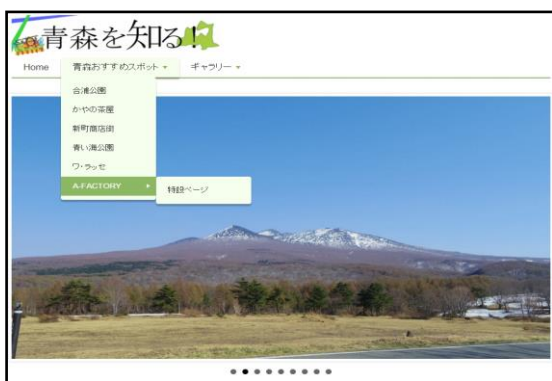 青森を知る!
Home 青森おすすめスポット ギャラリー
合浦公園
かやの茶屋
新町商店街
青い海公園
ワ・ラッセ
A-FACTORY 特設ページ